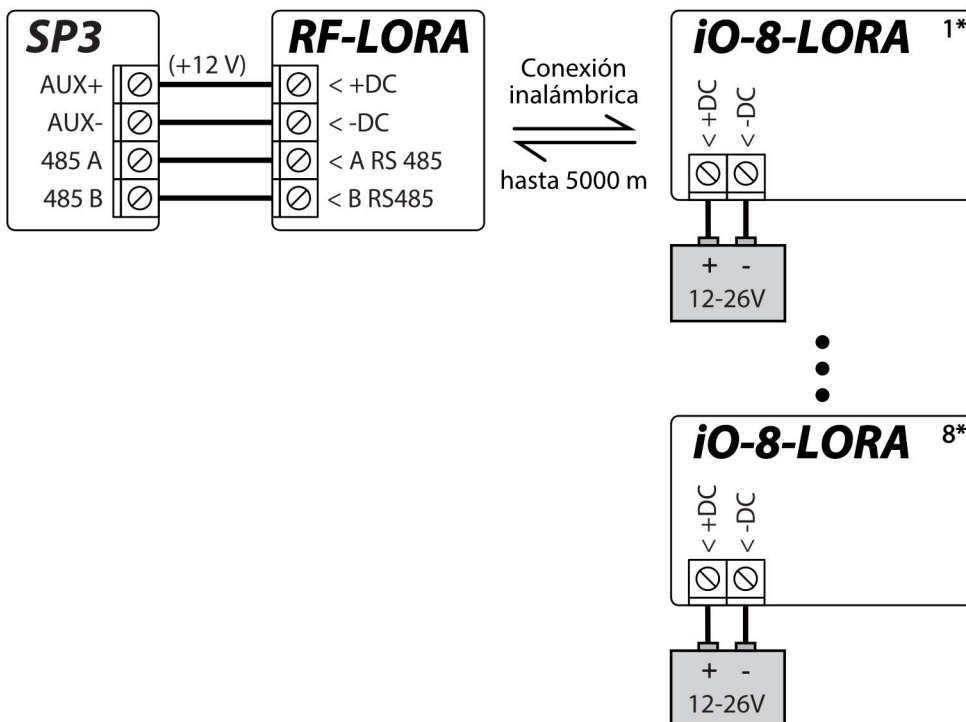 SP3
AUX+
AUX-
485 A
485 B
(+12 V)
RF-LORA
< +DC
< -DC
< A RS 485
< B RS485
Conexión
inalámbrica
hasta 5000 m
iO-8-LORA 1*
< +DC
< -DC
+ -
12-26V
iO-8-LORA 8*
< +DC
< -DC
+ -
12-26V